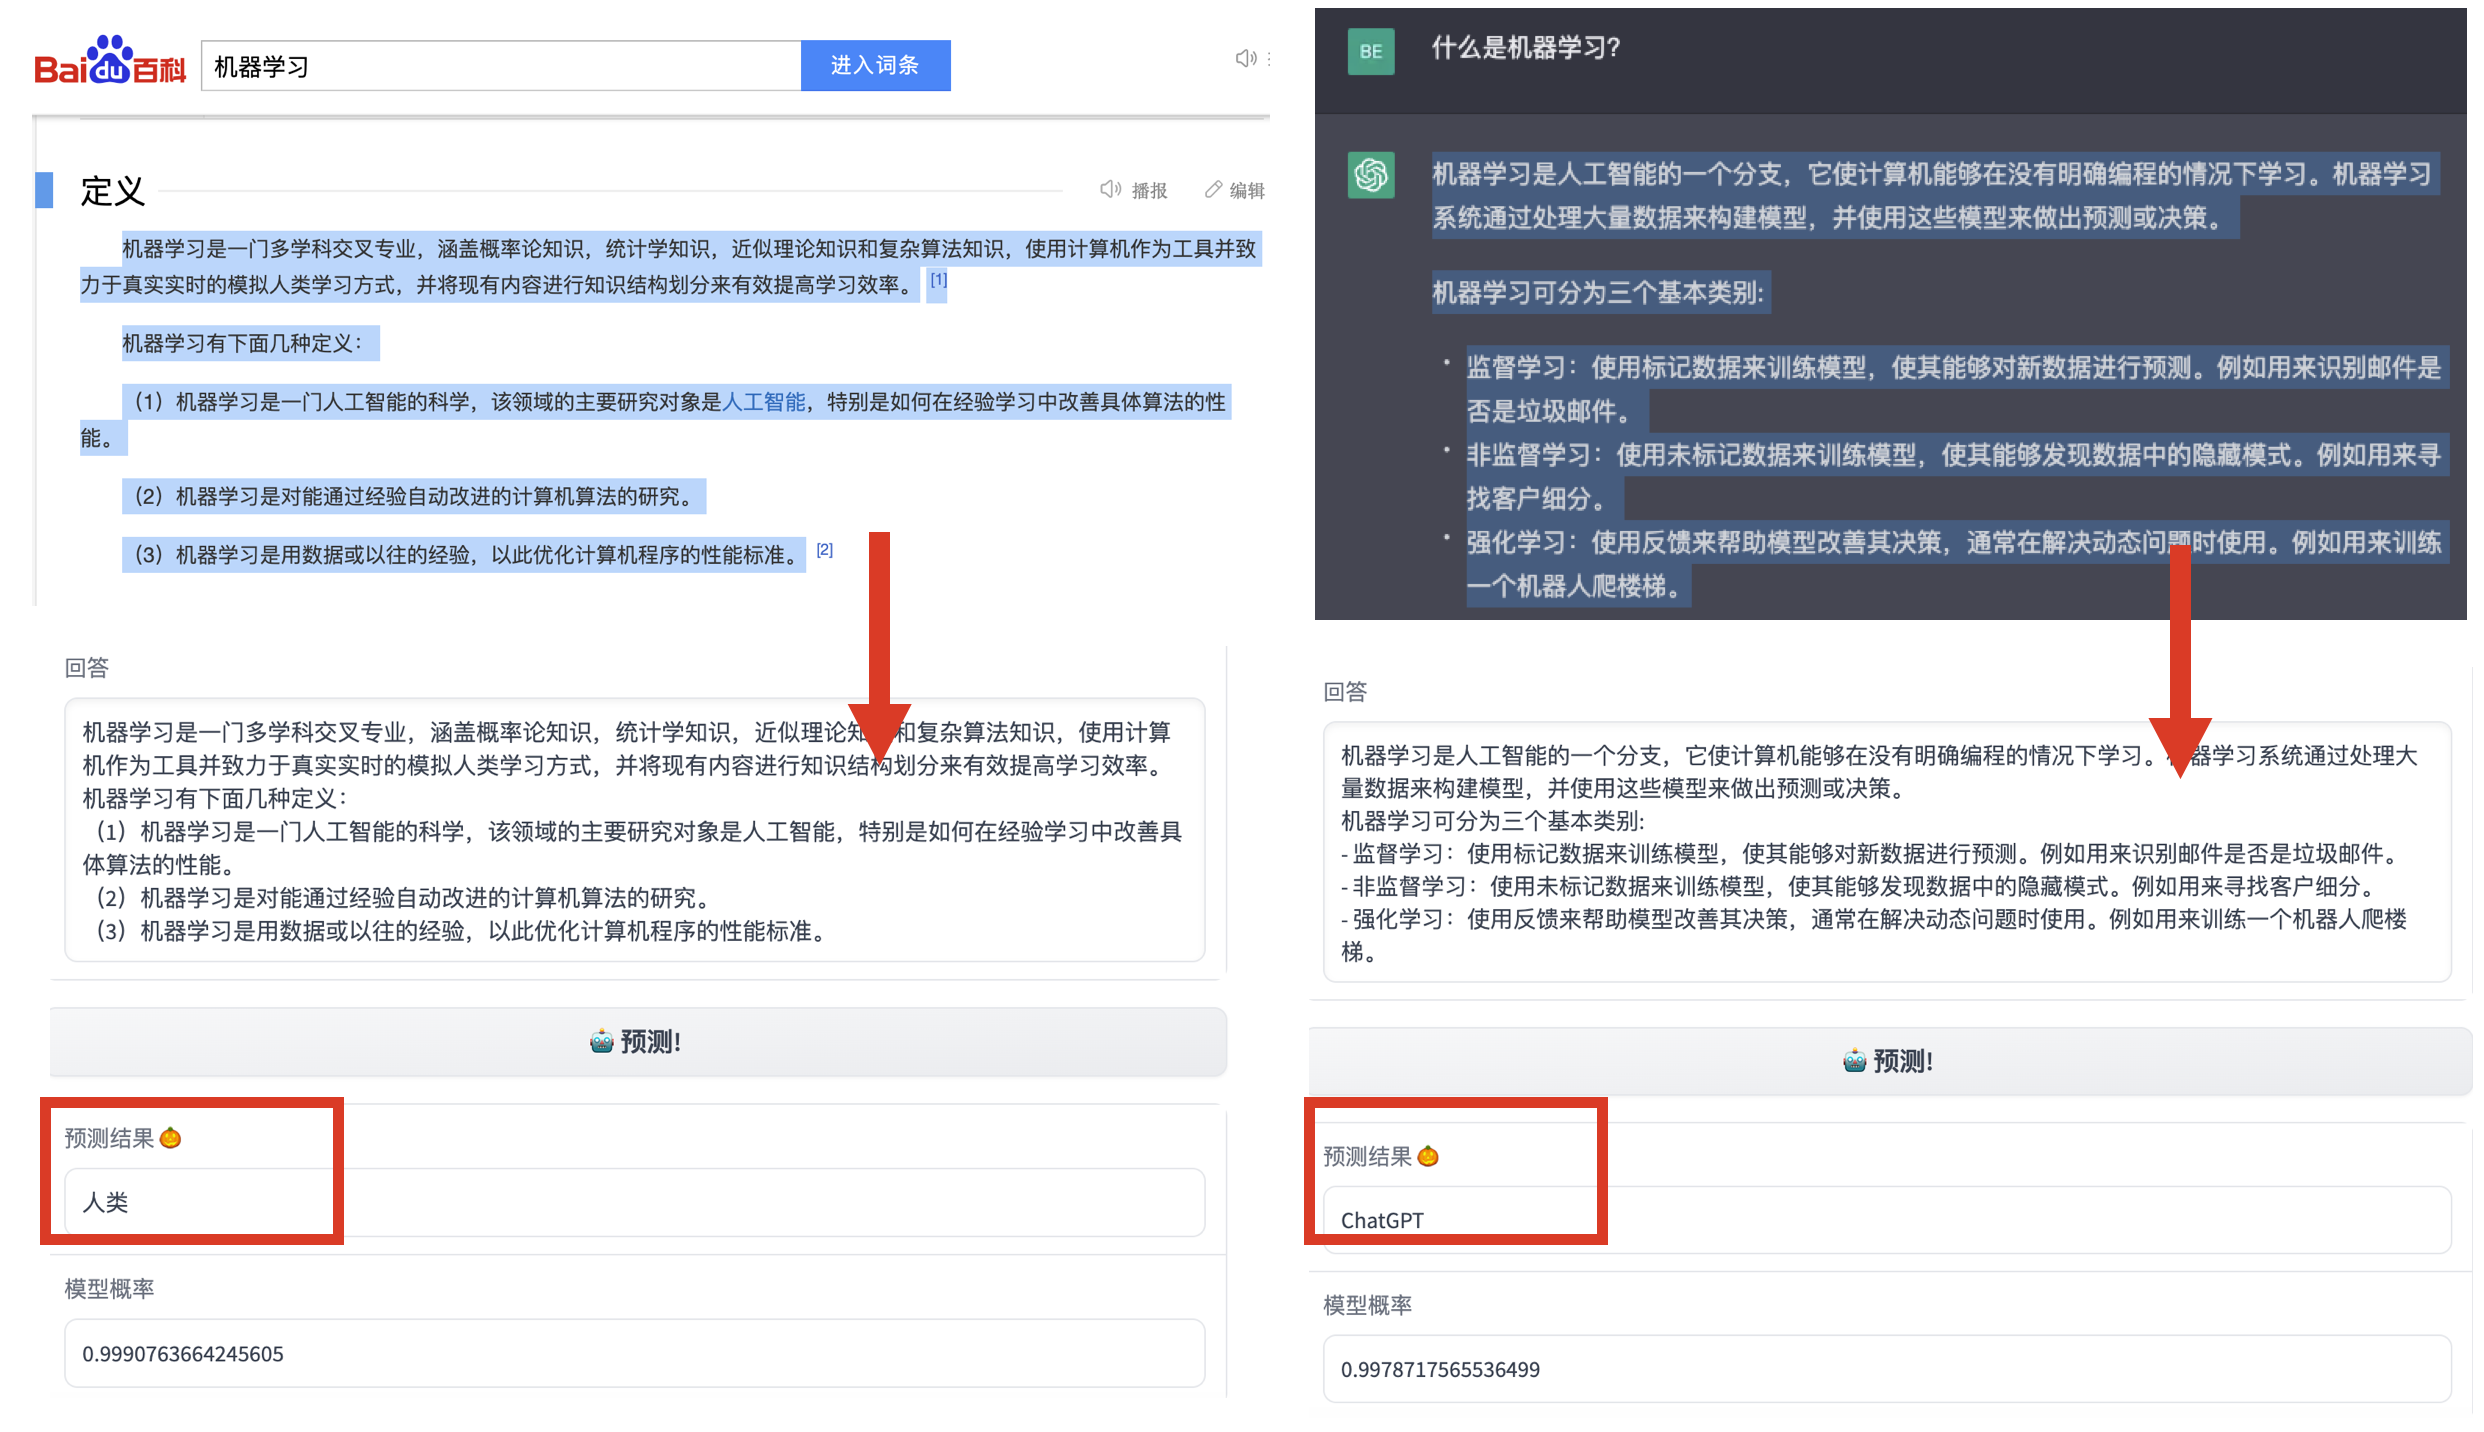 Baidu百科
机器学习
进入词条
定义
播报
编辑
机器学习是一门多学科交叉专业，涵盖概率论知识，统计学知识，近似理论知识和复杂算法知识，使用计算机作为工具并致
力于真实实时的模拟人类学习方式，并将现有内容进行知识结构划分来有效提高学习效率。 [1]
机器学习有下面几种定义：
（1）机器学习是一门人工智能的科学，该领域的主要研究对象是人工智能，特别是如何在经验学习中改善具体算法的性
能。
（2）机器学习是对能通过经验自动改进的计算机算法的研究。
（3）机器学习是用数据或以往的经验，以此优化计算机程序的性能标准。 [2]
回答
机器学习是一门多学科交叉专业，涵盖概率论知识，统计学知识，近似理论知和复杂算法知识，使用计算
机作为工具并致力于真实实时的模拟人类学习方式，并将现有内容进行知识结构划分来有效提高学习效率。
机器学习有下面几种定义：
（1）机器学习是一门人工智能的科学，该领域的主要研究对象是人工智能，特别是如何在经验学习中改善具
体算法的性能。
（2）机器学习是对能通过经验自动改进的计算机算法的研究。
（3）机器学习是用数据或以往的经验，以此优化计算机程序的性能标准。
预测!
预测结果
人类
模型概率
0.9990763664245605
BE
什么是机器学习？
机器学习是人工智能的一个分支，它使计算机能够在没有明确编程的情况下学习。机器学习
系统通过处理大量数据来构建模型，并使用这些模型来做出预测或决策。
机器学习可分为三个基本类别:
• 监督学习：使用标记数据来训练模型，使其能够对新数据进行预测。例如用来识别邮件是
否是垃圾邮件。
• 非监督学习：使用未标记数据来训练模型，使其能够发现数据中的隐藏模式。例如用来寻
找客户细分。
• 强化学习：使用反馈来帮助模型改善其决策，通常在解决动态问题时使用。例如用来训练
一个机器人爬楼梯。
回答
机器学习是人工智能的一个分支，它使计算机能够在没有明确编程的情况下学习。器学习系统通过处理大
量数据来构建模型，并使用这些模型来做出预测或决策。
机器学习可分为三个基本类别:
- 监督学习：使用标记数据来训练模型，使其能够对新数据进行预测。例如用来识别邮件是否是垃圾邮件。
- 非监督学习：使用未标记数据来训练模型，使其能够发现数据中的隐藏模式。例如用来寻找客户细分。
- 强化学习：使用反馈来帮助模型改善其决策，通常在解决动态问题时使用。例如用来训练一个机器人爬楼
梯。
预测!
预测结果
ChatGPT
模型概率
0.9978717565536499